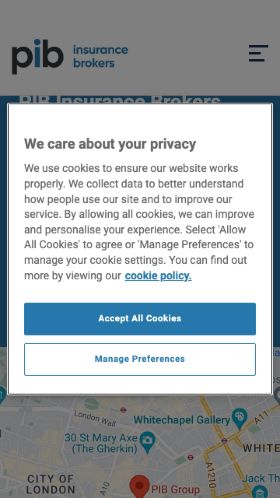 pib insurance
brokers
PIB Insurance Brokers
We care about your privacy
We use cookies to ensure our website works
properly. We collect data to better understand
how people use our site and to improve our
service. By allowing all cookies, we can improve
and personalise your experience. Select 'Allow
All Cookies' to agree or 'Manage Preferences' to
manage your cookie settings. You can find out
more by viewing our cookie policy.
Accept All Cookies
Manage Preferences
London Wall
Whitechapel Gallery
30 St Mary Axe
(The Gherkin)
WHITE
A1210
CITY OF
LONDON
PIB Group
The T